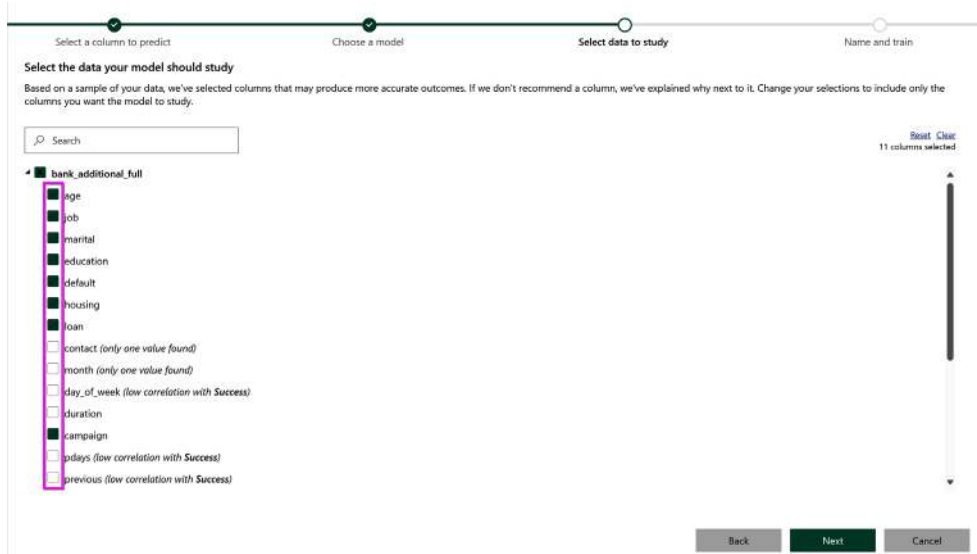 Select a column to predict
Choose a model
Select data to study
Name and train
Select the data your model should study
Based on a sample of your data, we've selected columns that may produce more accurate outcomes. If we don't recommend a column, we've explained why next to it. Change your selections to include only the
columns you want the model to study.
Search
Reset Clear
11 columns selected
bank_additional_full
age
job
marital
education
default
housing
loan
contact (only one value found)
month (only one value found)
day_of_week (low correlation with Success)
duration
campaign
pdays (low correlation with Success)
previous (low correlation with Success)
Back
Next
Cancel